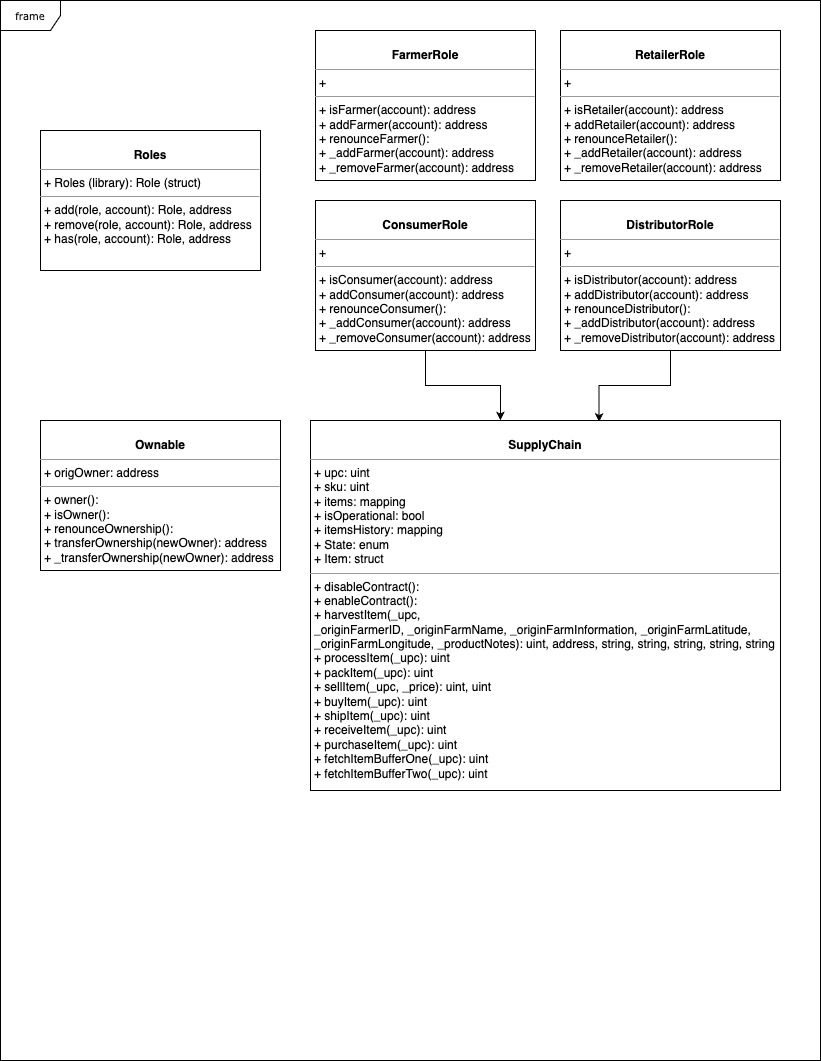 frame
FarmerRole
+
+ isFarmer(account): address
+ addFarmer(account): address
+ renounceFarmer():
+ _addFarmer(account): address
+ _removeFarmer(account): address
RetailerRole
+
+ isRetailer(account): address
+ addRetailer(account): address
+ renounceRetailer():
+ _addRetailer(account): address
+ _removeRetailer(account): address
Roles
+ Roles (library): Role (struct)
+ add(role, account): Role, address
+ remove(role, account): Role, address
+ has(role, account): Role, address
ConsumerRole
+
+ isConsumer(account): address
+ addConsumer(account): address
+ renounceConsumer():
+ _addConsumer(account): address
+ _removeConsumer(account): address
DistributorRole
+
+ isDistributor(account): address
+ addDistributor(account): address
+ renounceDistributor():
+ _addDistributor(account): address
+ _removeDistributor(account): address
Ownable
+ origOwner: address
+ owner():
+ isOwner():
+ renounceOwnership():
+ transferOwnership(newOwner): address
+ _transferOwnership(newOwner): address
SupplyChain
+ upc: uint
+ sku: uint
+ items: mapping
+ isOperational: bool
+ itemsHistory: mapping
+ State: enum
+ Item: struct
+ disableContract():
+ enableContract():
+ harvestItem(_upc,
_originFarmerID, _originFarmName, _originFarmInformation, _originFarmLatitude,
_originFarmLongitude, _productNotes): uint, address, string, string, string, string, string
+ processItem(_upc): uint
+ packItem(_upc): uint
+ sellItem(_upc, _price): uint, uint
+ buyItem(_upc): uint
+ shipItem(_upc): uint
+ receiveItem(_upc): uint
+ purchaseItem(_upc): uint
+ fetchItemBufferOne(_upc): uint
+ fetchItemBufferTwo(_upc): uint